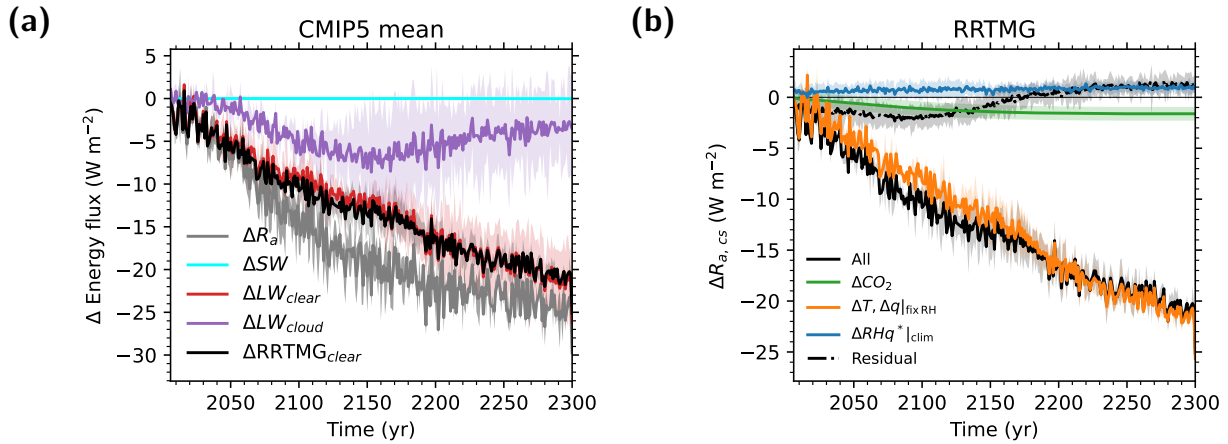 (a)
CMIP5 mean
Δ Energy flux (W m⁻²)
5
0
−5
−10
−15
−20
−25
−30
ΔRₐ
ΔSW
ΔLW_clear
ΔLW_cloud
ΔRRTMG_clear
2050 2100 2150 2200 2250 2300
Time (yr)
(b)
RRTMG
ΔR_{a, cs} (W m⁻²)
0
−5
−10
−15
−20
−25
All
ΔCO₂
ΔT, Δq|_{fix RH}
ΔRHq*|_{clim}
Residual
2050 2100 2150 2200 2250 2300
Time (yr)